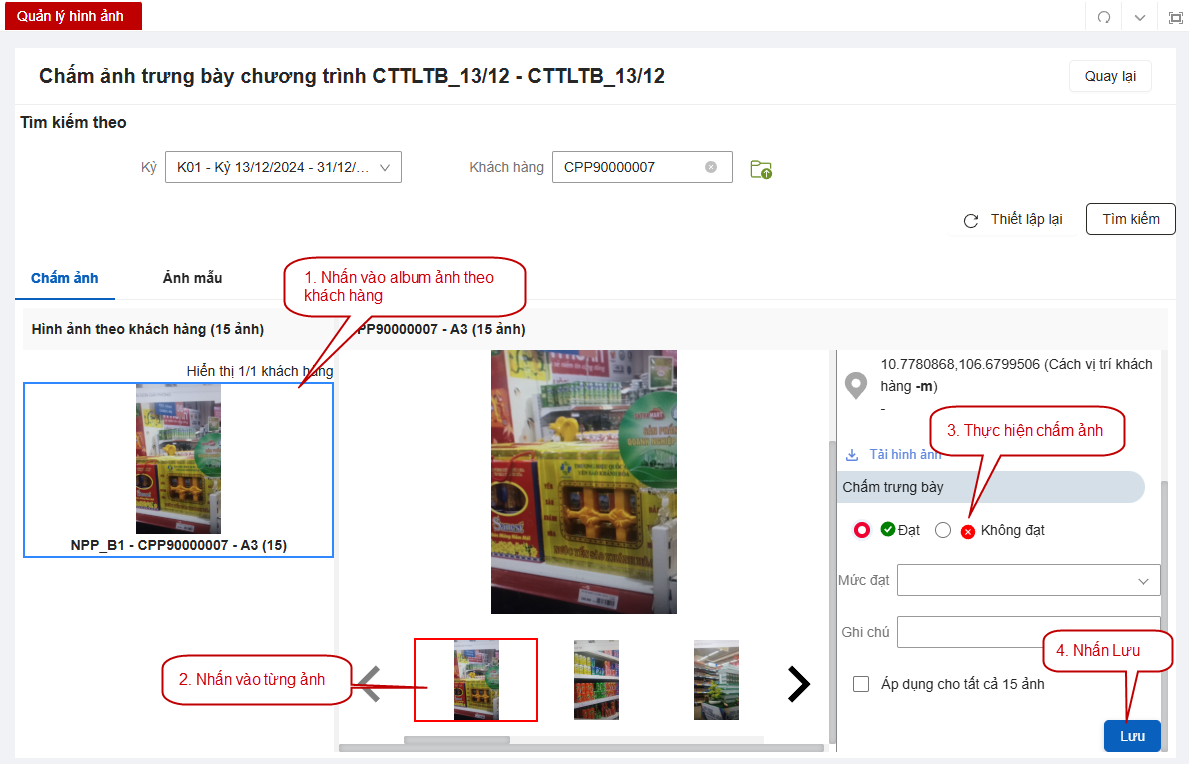 Quản lý hình ảnh
Chấm ảnh trưng bày chương trình CTTLTB_13/12 - CTTLTB_13/12
Quay lại
Tìm kiếm theo
Kỳ
K01 - Kỳ 13/12/2024 - 31/12/...
Khách hàng
CPP90000007
Thiết lập lại
Tìm kiếm
Chấm ảnh
Ảnh mẫu
1. Nhấn vào album ảnh theo
khách hàng
Hình ảnh theo khách hàng (15 ảnh)
PP90000007 - A3 (15 ảnh)
Hiển thị 1/1 khách hàng
NPP_B1 - CPP90000007 - A3 (15)
2. Nhấn vào từng ảnh
10.7780868,106.6799506 (Cách vị trí khách
hàng -m)
-
3. Thực hiện chấm ảnh
Tải hình ảnh
Chấm trưng bày
Đạt
Không đạt
Mức đạt
Ghi chú
4. Nhấn Lưu
Áp dụng cho tất cả 15 ảnh
Lưu